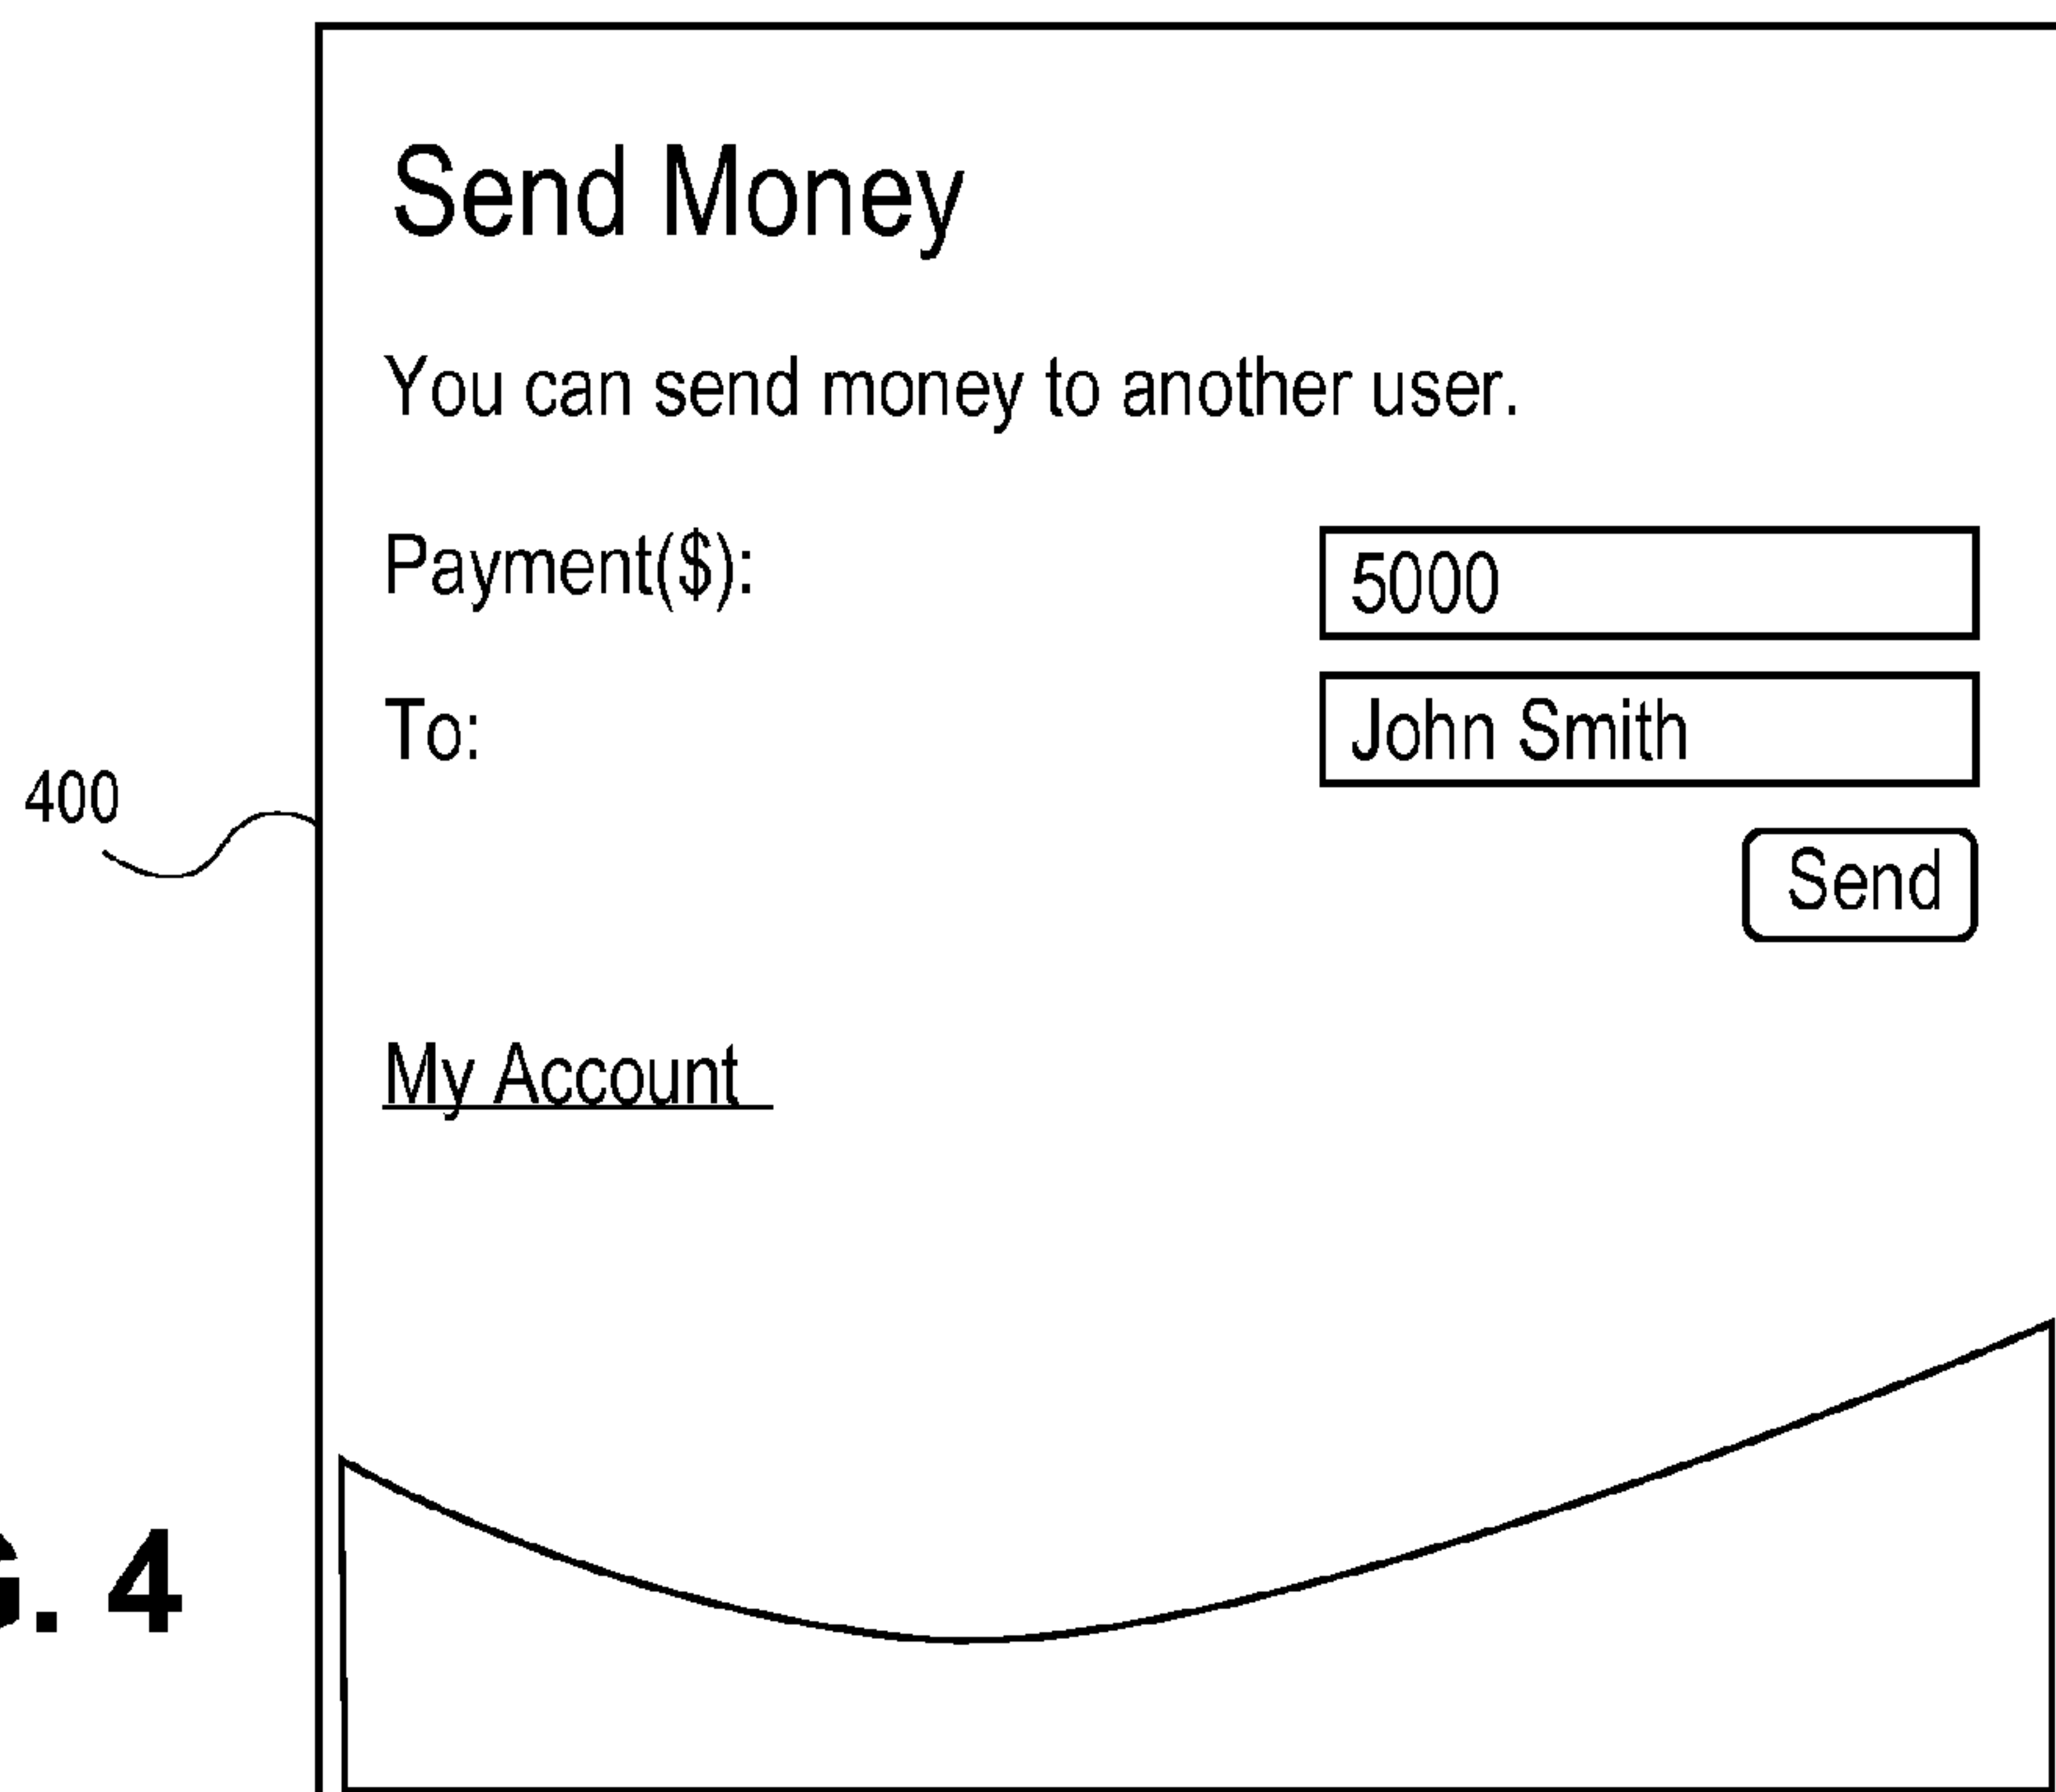 Send Money
You can send money to another user.
Payment($): 5000
To: John Smith
400
Send
My Account
. 4